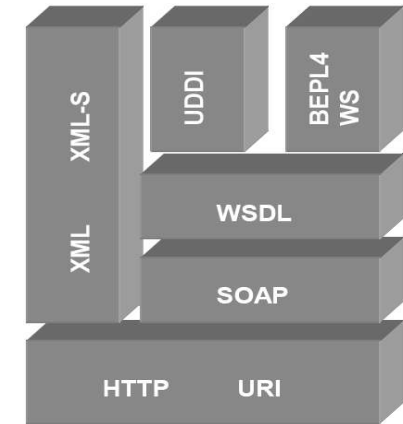 XML XML-S
UDDI
BEPL4
WS
WSDL
SOAP
HTTP URI